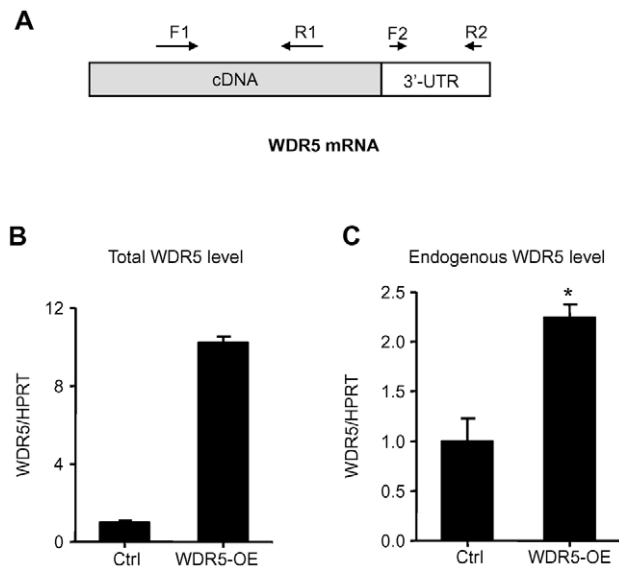 A
F1
R1
F2
R2
cDNA
3'-UTR
WDR5 mRNA
B
Total WDR5 level
WDR5/HPRT
12
8
4
0
Ctrl
WDR5-OE
C
Endogenous WDR5 level
*
WDR5/HPRT
2.5
2.0
1.5
1.0
0.5
0.0
Ctrl
WDR5-OE